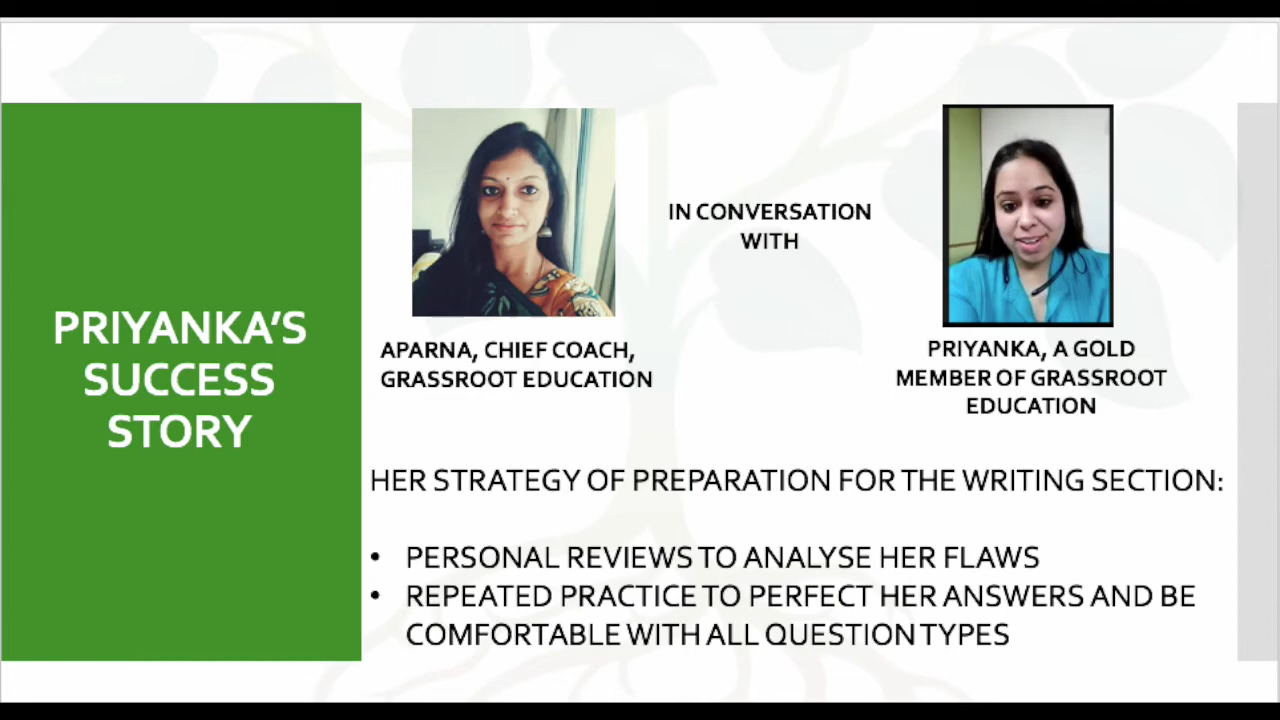 PRIYANKA'S
SUCCESS
STORY
IN CONVERSATION
WITH
APARNA, CHIEF COACH,
GRASSROOT EDUCATION
PRIYANKA, A GOLD
MEMBER OF GRASSROOT
EDUCATION
HER STRATEGY OF PREPARATION FOR THE WRITING SECTION:
• PERSONAL REVIEWS TO ANALYSE HER FLAWS
• REPEATED PRACTICE TO PERFECT HER ANSWERS AND BE
COMFORTABLE WITH ALL QUESTION TYPES